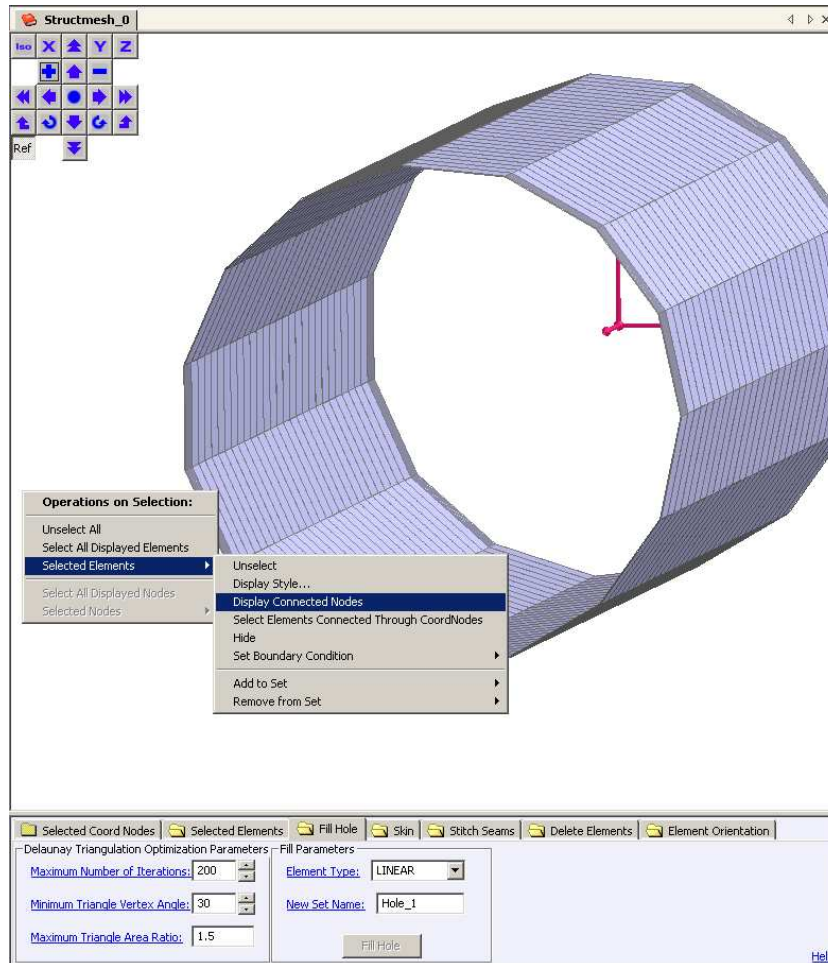 Structmesh_0
Iso X Y Z
Ref
Operations on Selection:
Unselect All
Select All Displayed Elements
Selected Elements
Select All Displayed Nodes
Selected Nodes
Unselect
Display Style...
Display Connected Nodes
Select Elements Connected Through CoordNodes
Hide
Set Boundary Condition
Add to Set
Remove from Set
Selected Coord Nodes Selected Elements Fill Hole Skin Stitch Seams Delete Elements Element Orientation
Delaunay Triangulation Optimization Parameters
Maximum Number of Iterations: 200
Minimum Triangle Vertex Angle: 30
Maximum Triangle Area Ratio: 1.5
Fill Parameters
Element Type: LINEAR
New Set Name: Hole_1
Fill Hole
Hel